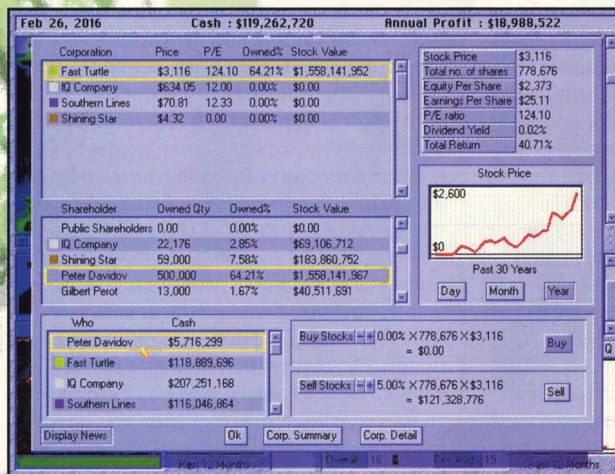 Feb 26, 2016 Cash : $119,262,720 Annual Profit : $18,988,522
Corporation Price P/E Owned% Stock Value
Fast Turtle $3,116 124.10 64.21% $1,558,141,952
IQ Company $634.05 12.00 0.00% $0.00
Southern Lines $70.81 12.33 0.00% $0.00
Shining Star $4.32 0.00 0.00% $0.00
Stock Price $3,116
Total no. of shares 778,676
Equity Per Share $2,373
Earnings Per Share $25.11
P/E ratio 124.10
Dividend Yield 0.02%
Total Return 40.71%
Shareholder Owned Qty Owned% Stock Value
Public Shareholders 0.00 0.00% $0.00
IQ Company 22,176 2.85% $69,106,712
Shining Star 59,000 7.58% $183,860,752
Peter Davidov 500,000 64.21% $1,558,141,967
Gilbert Perot 13,000 1.67% $40,511,691
Stock Price
$2,600
$0
Past 30 Years
Day Month Year
Who Cash
Peter Davidov $5,716,299
Fast Turtle $118,889,696
IQ Company $207,251,168
Southern Lines $116,046,864
Buy Stocks - + 0.00% X 778,676 X $3,116
= $0.00
Buy
Sell Stocks - + 5.00% X 778,676 X $3,116
= $121,328,776
Sell
Q
Display News Ok Corp. Summary Corp. Detail
Past 12 Months Overall 16 19 Past 12 Months